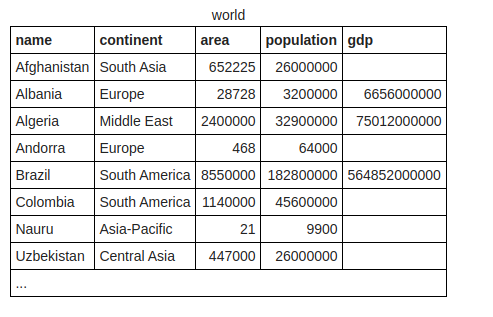 world
name continent area population gdp
Afghanistan South Asia 652225 26000000
Albania Europe 28728 3200000 6656000000
Algeria Middle East 2400000 32900000 75012000000
Andorra Europe 468 64000
Brazil South America 8550000 182800000 564852000000
Colombia South America 1140000 45600000
Nauru Asia-Pacific 21 9900
Uzbekistan Central Asia 447000 26000000
...